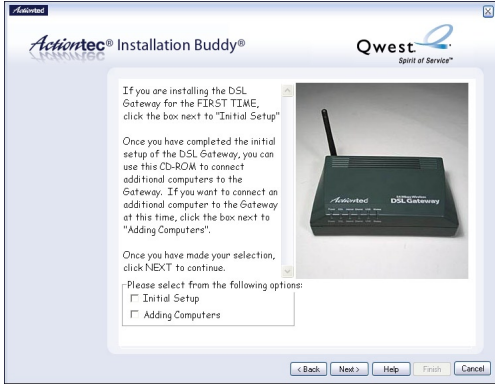 Actiontec
Actiontec® Installation Buddy®
Qwest.
Spirit of Service™
If you are installing the DSL
Gateway for the FIRST TIME,
click the box next to "Initial Setup"
Once you have completed the initial
setup of the DSL Gateway, you can
use this CD-ROM to connect
additional computers to the
Gateway. If you want to connect an
additional computer to the Gateway
at this time, click the box next to
"Adding Computers".
Once you have made your selection,
click NEXT to continue.
Actiontec
DSL Gateway
Please select from the following options:
Initial Setup
Adding Computers
< Back
Next >
Help
Finish
Cancel